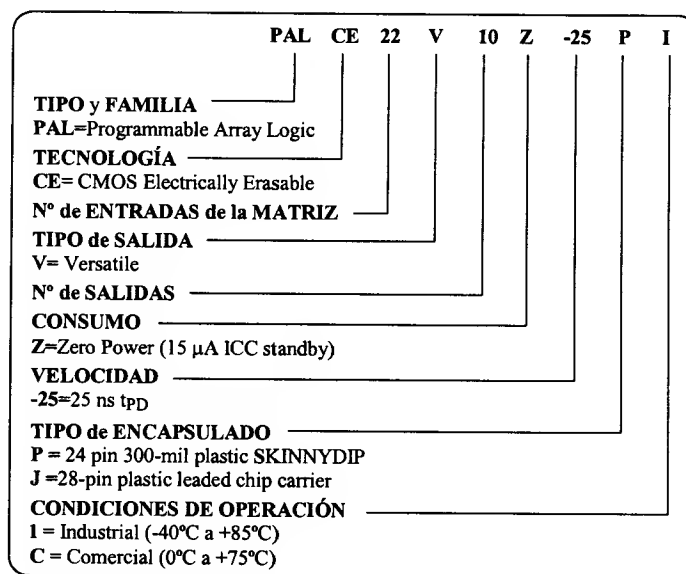 PAL CE 22 V 10 Z -25 P I
TIPO y FAMILIA
PAL=Programmable Array Logic
TECNOLOGÍA
CE= CMOS Electrically Erasable
Nº de ENTRADAS de la MATRIZ
TIPO de SALIDA
V= Versatile
Nº de SALIDAS
CONSUMO
Z=Zero Power (15 µA ICC standby)
VELOCIDAD
-25=25 ns tPD
TIPO de ENCAPSULADO
P = 24 pin 300-mil plastic SKINNYDIP
J =28-pin plastic leaded chip carrier
CONDICIONES DE OPERACIÓN
I = Industrial (-40ºC a +85ºC)
C = Comercial (0ºC a +75ºC)